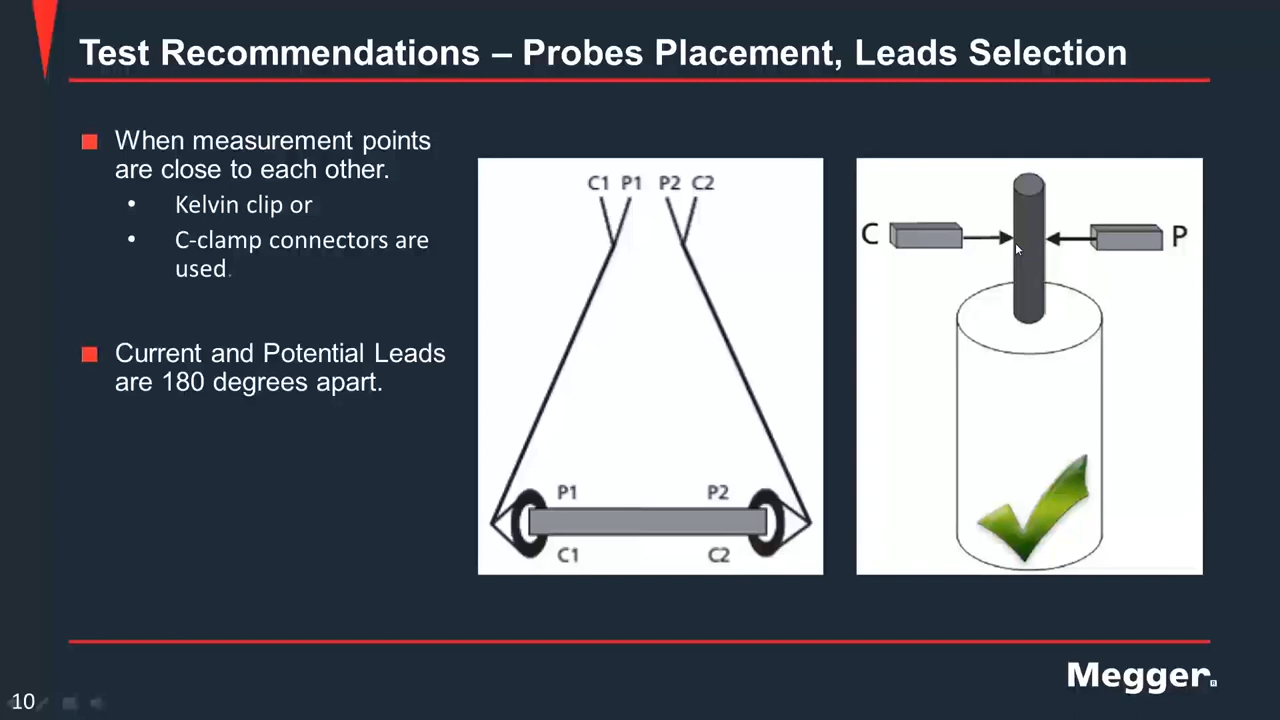 Test Recommendations – Probes Placement, Leads Selection
When measurement points
are close to each other.
• Kelvin clip or
• C-clamp connectors are
used.
Current and Potential Leads
are 180 degrees apart.
C1 P1 P2 C2
P1 P2
C1 C2
C P
Megger
10